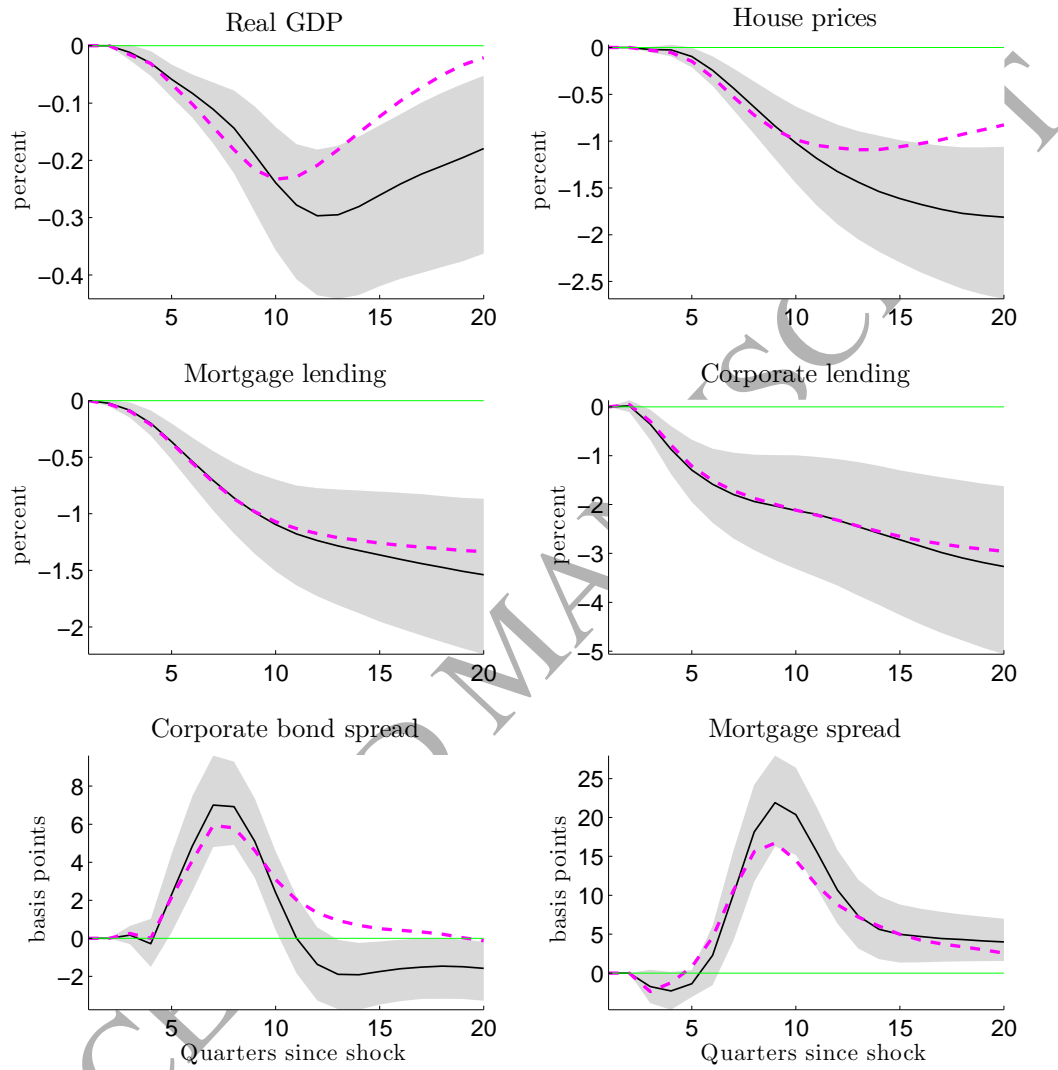 Real GDP
percent
0
−0.1
−0.2
−0.3
−0.4
5 10 15 20
House prices
percent
0
−0.5
−1
−1.5
−2
−2.5
5 10 15 20
Mortgage lending
percent
0
−0.5
−1
−1.5
−2
5 10 15 20
Corporate lending
percent
0
−1
−2
−3
−4
−5
5 10 15 20
Corporate bond spread
basis points
8
6
4
2
0
−2
5 10 15 20
Quarters since shock
Mortgage spread
basis points
25
20
15
10
5
0
5 10 15 20
Quarters since shock